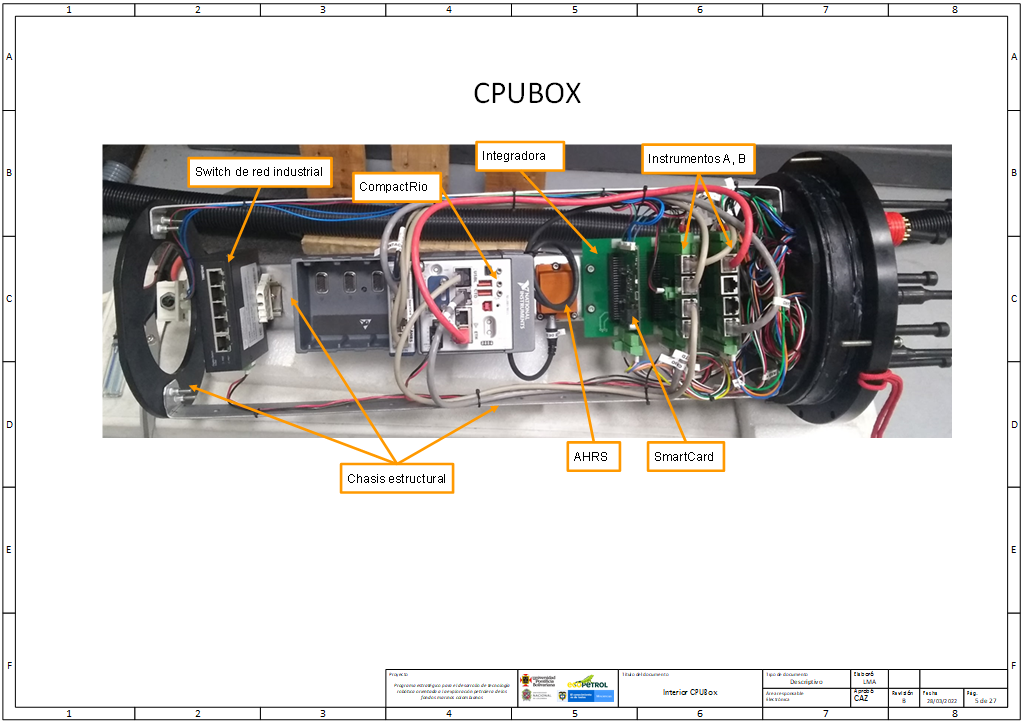 1 2 3 4 5 6 7 8
A A
CPUBOX
B B
Switch de red industrial
CompactRio
Integradora
Instrumentos A, B
NATIONAL
INSTRUMENTS
C C
D D
AHRS
SmartCard
Chasis estructural
E E
F F
Proyecto
Programa estratégico para el desarrollo de tecnología
robótica orientada a la exploración petrolera de los
fondos marinos colombianos
Universidad
Pontificia
Bolivariana
ecoPETROL
NACIONAL
Título del documento
Interior CPUBox
Tipo de documento
Descriptivo
Área responsable
Electrónica
Elaboró
LMA
Aprobó
CAZ
Revisión
B
Fecha
28/03/2022
Pág.
5 de 27
1 2 3 4 5 6 7 8